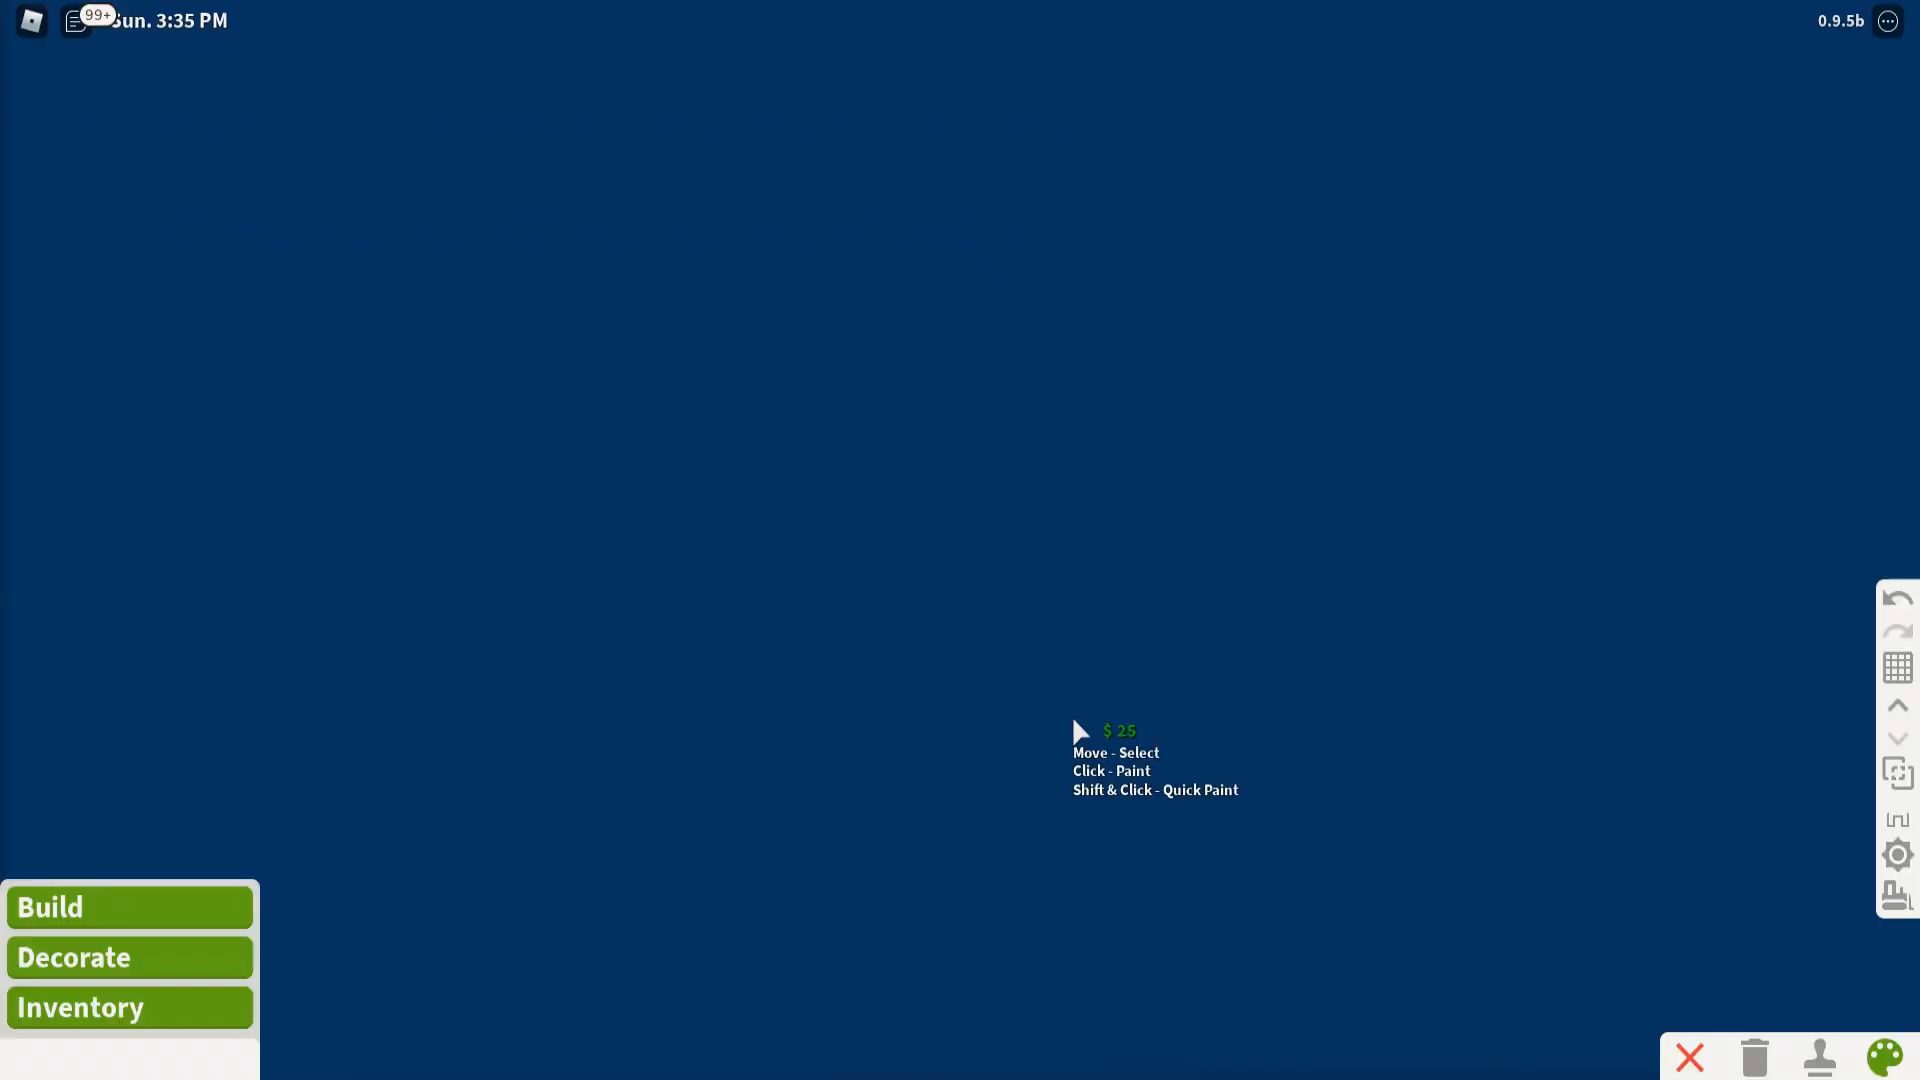 99+
Sun. 3:35 PM
0.9.5b
$ 25
Move - Select
Click - Paint
Shift & Click - Quick Paint
Build
Decorate
Inventory